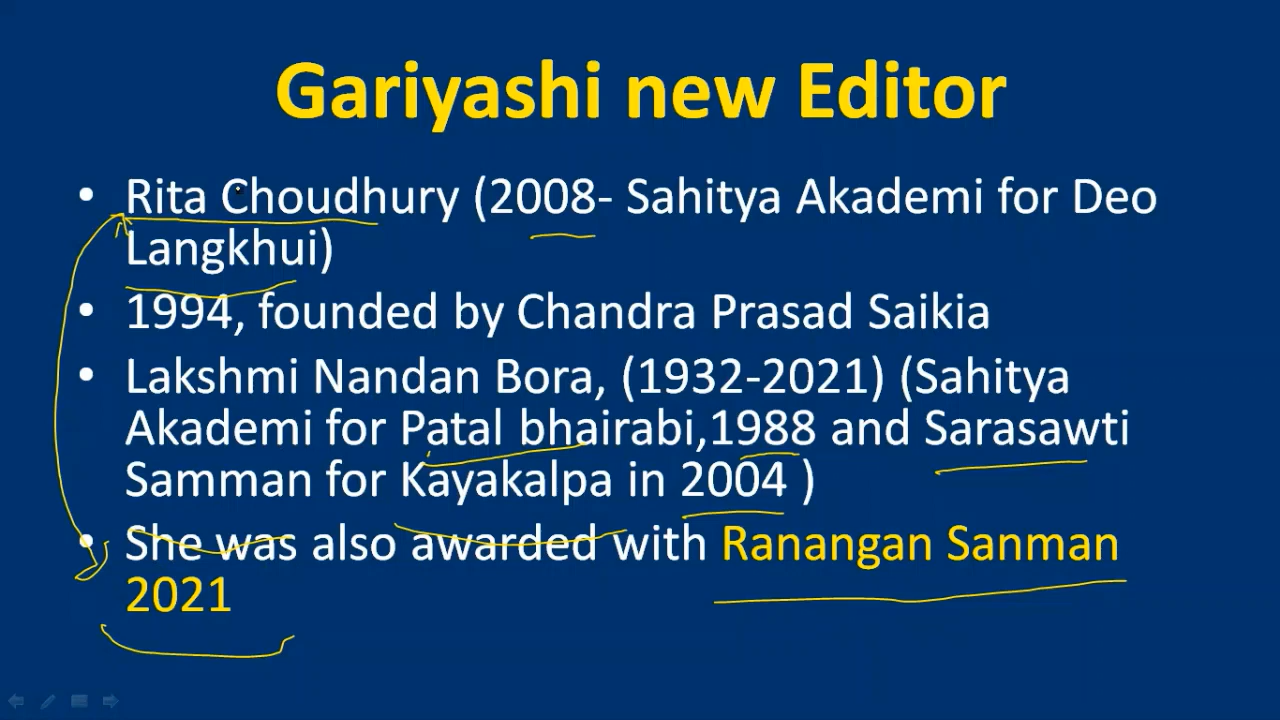 Gariyashi new Editor
• Rita Choudhury (2008- Sahitya Akademi for Deo
Langkhui)
• 1994, founded by Chandra Prasad Saikia
• Lakshmi Nandan Bora, (1932-2021) (Sahitya
Akademi for Patal bhairabi,1988 and Sarasawti
Samman for Kayakalpa in 2004 )
• She was also awarded with Ranangan Sanman
2021